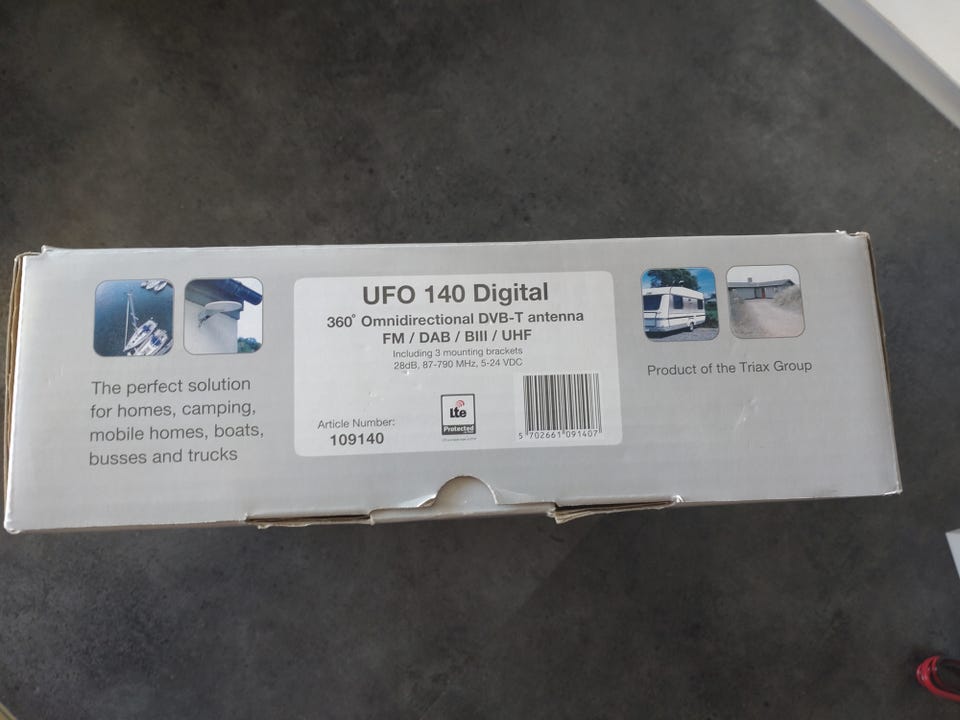 The perfect solution
for homes, camping,
mobile homes, boats,
busses and trucks
UFO 140 Digital
360° Omnidirectional DVB-T antenna
FM / DAB / BIII / UHF
Including 3 mounting brackets
28dB, 87-790 MHz, 5-24 VDC
Article Number:
109140
Lte
Protected
5 702661 091407
Product of the Triax Group